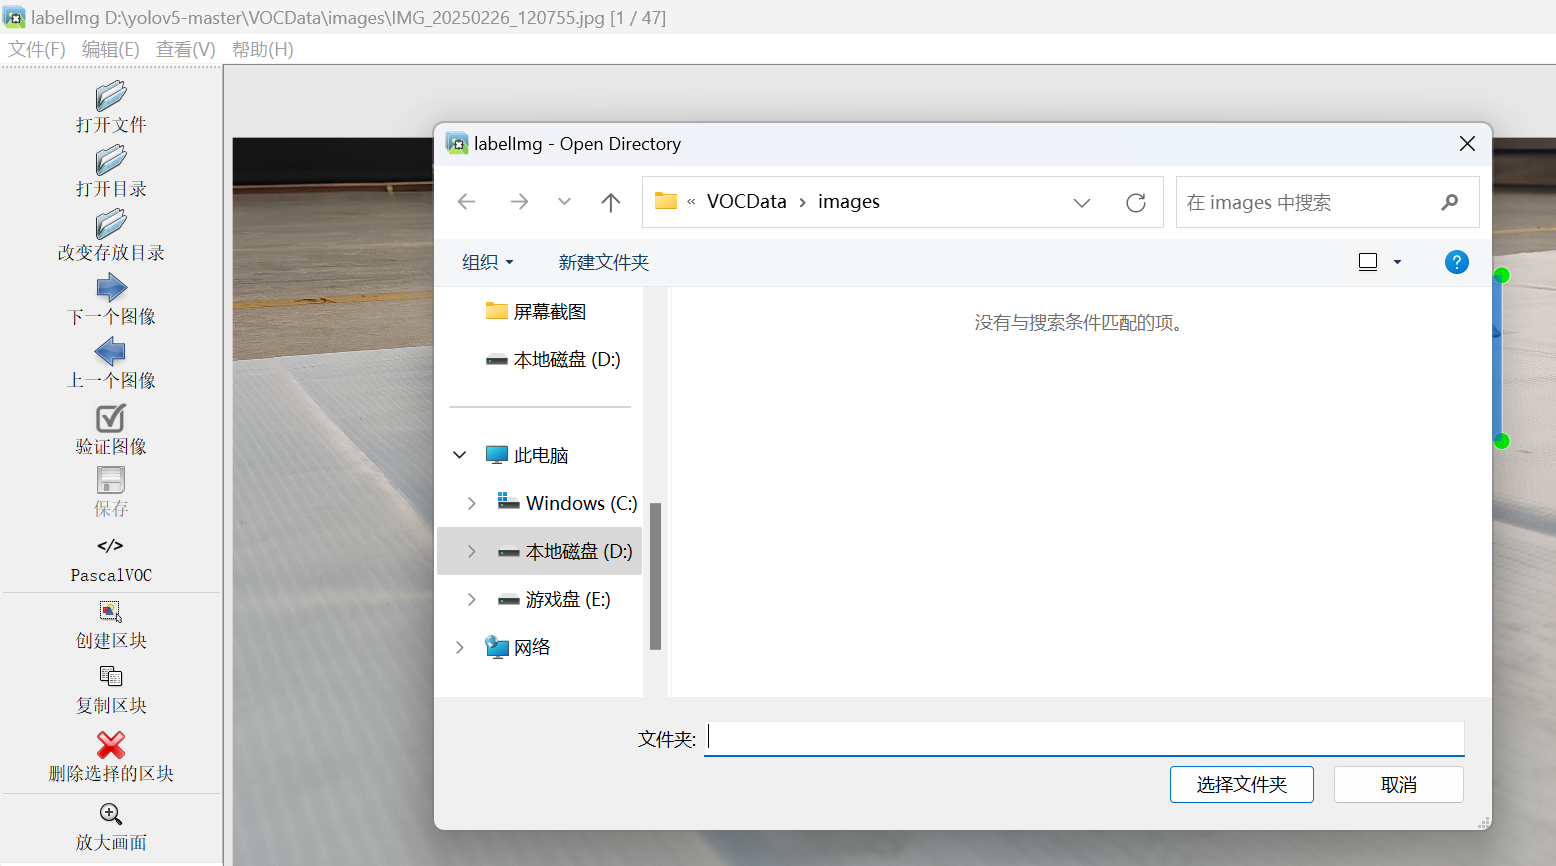 labelImg D:\yolov5-master\VOCData\images\IMG_20250226_120755.jpg [1 / 47]
文件(F) 编辑(E) 查看(V) 帮助(H)
打开文件
打开目录
改变存放目录
下一个图像
上一个图像
验证图像
保存
</>
PascalVOC
创建区块
复制区块
删除选择的区块
放大画面
labelImg - Open Directory
« VOCData › images
在 images 中搜索
组织 新建文件夹
?
屏幕截图
本地磁盘 (D:)
此电脑
Windows (C:)
本地磁盘 (D:)
游戏盘 (E:)
网络
没有与搜索条件匹配的项。
文件夹:
选择文件夹 取消